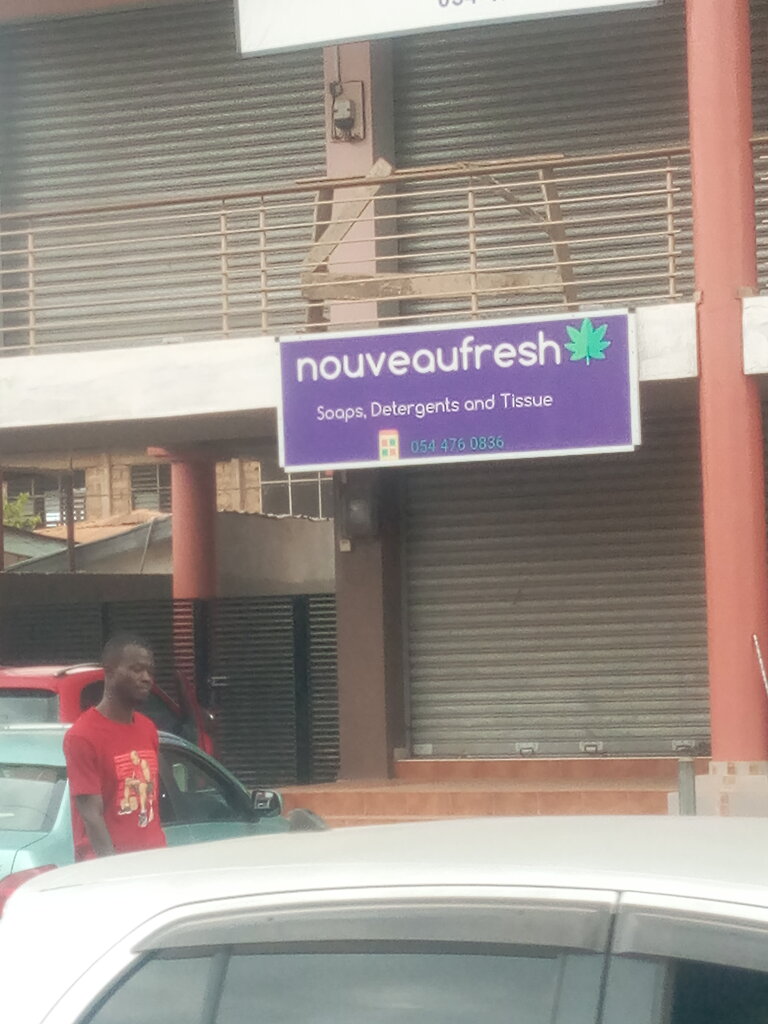 nouveaufresh
Soaps, Detergents and Tissue
054 476 0836